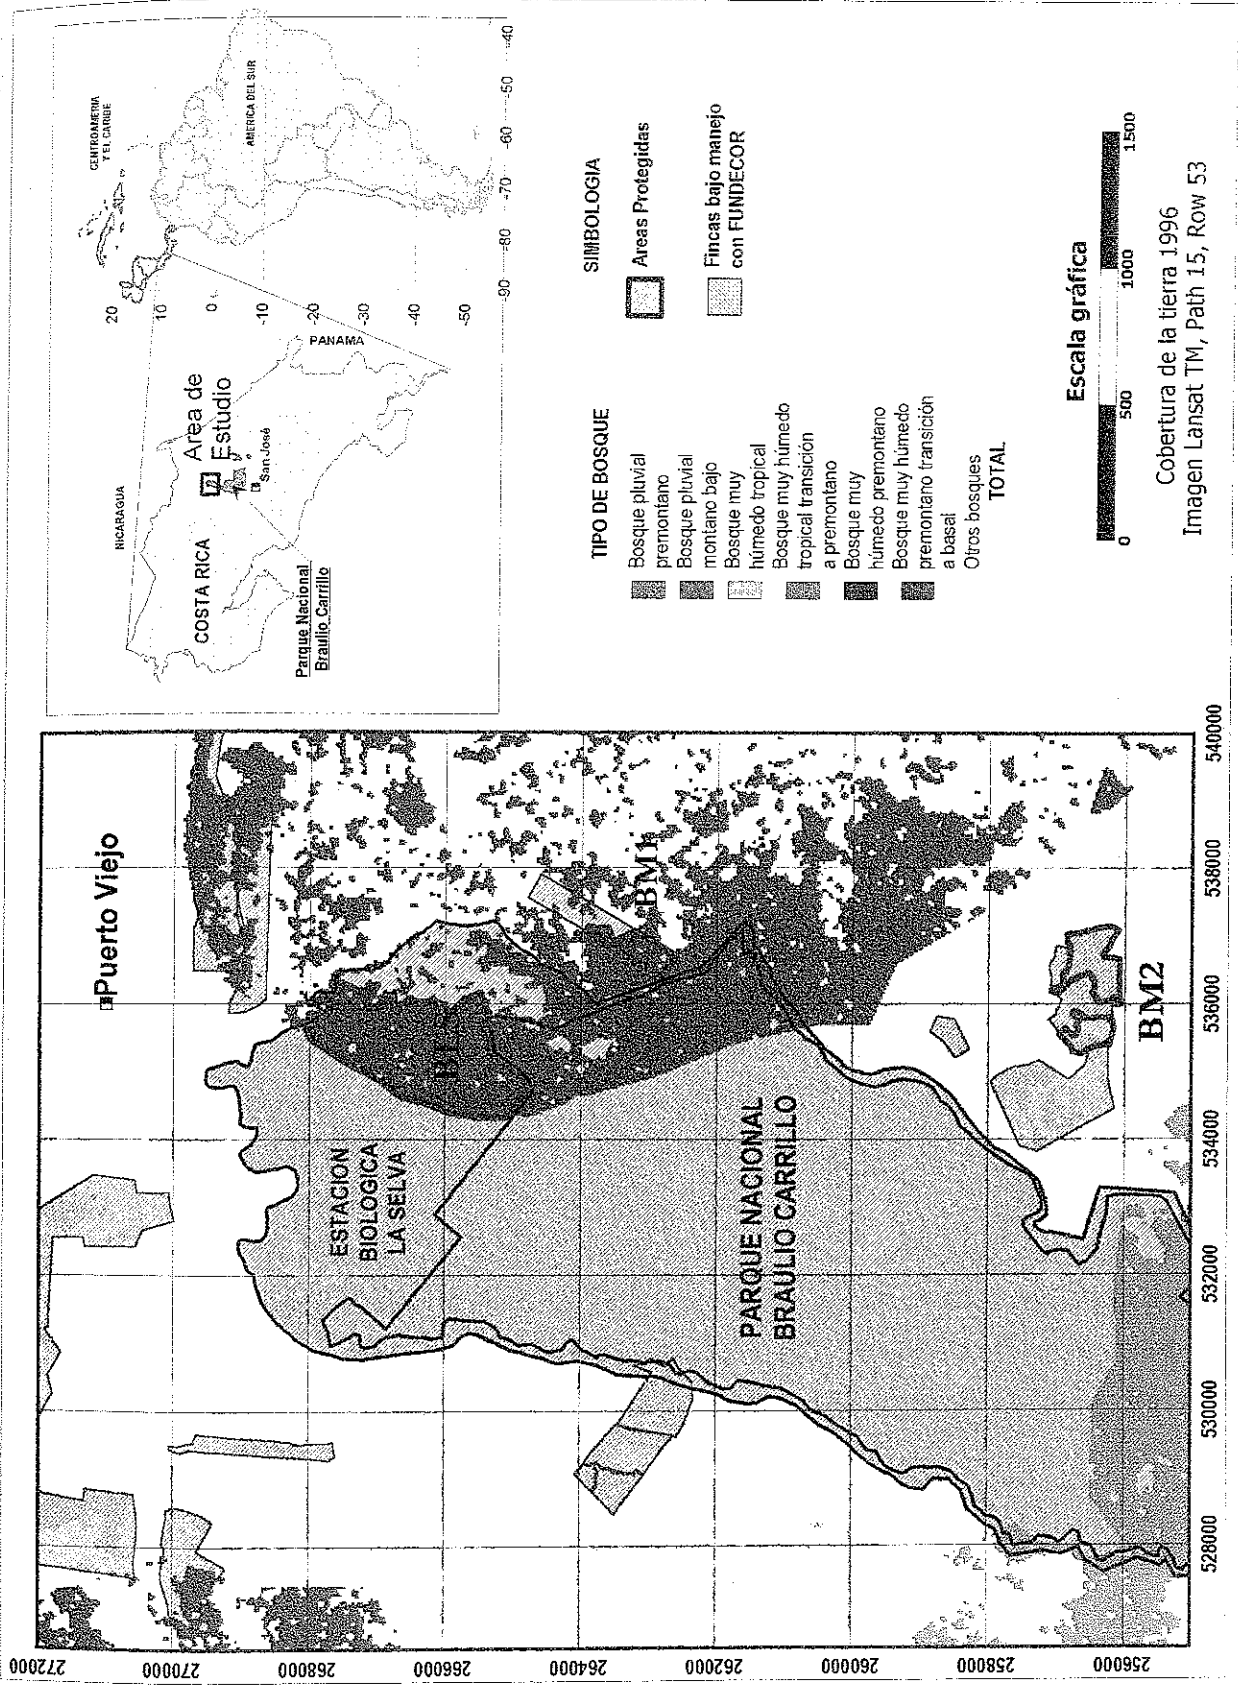 Puerto Viejo
ESTACION
BIOLOGICA
LA SELVA
PARQUE NACIONAL
BRAULIO CARRILLO
BM1
BM2
272000
270000
268000
266000
264000
262000
260000
258000
256000
528000
530000
532000
534000
536000
538000
540000
CENTROAMERIA
Y EL CARIBE
AMERICA DEL SUR
20
10
0
-10
-20
-30
-40
-50
-90
-80
-70
-60
-50
-40
NICARAGUA
COSTA RICA
PANAMA
Area de
Estudio
San José
Parque Nacional
Braulio Carrillo
TIPO DE BOSQUE
Bosque pluvial
premontano
Bosque pluvial
montano bajo
Bosque muy
húmedo tropical
Bosque muy húmedo
tropical transición
a premontano
Bosque muy
húmedo premontano
Bosque muy húmedo
premontano transición
a basal
Otros bosques
TOTAL
SIMBOLOGIA
Areas Protegidas
Fincas bajo manejo
con FUNDECOR
Escala gráfica
0
500
1000
1500
Cobertura de la tierra 1996
Imagen Lansat TM, Path 15, Row 53